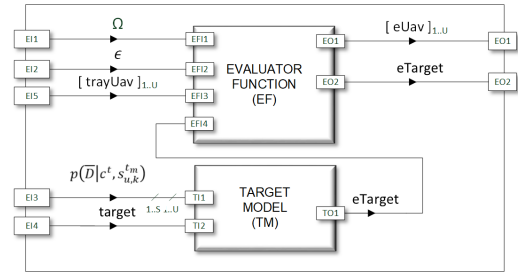 EI1 Ω EFI1 EO1 [ eUav ]1..U EO1
EI2 ϵ EFI2 EVALUATOR EO2 eTarget EO2
EI5 [ trayUav ]1..U EFI3 FUNCTION
(EF)
EFI4
p(D̅|c^t, s_{u,k}^{t_m})
EI3 1..S ,1..U TI1 TARGET eTarget
EI4 target TI2 MODEL TO1
(TM)